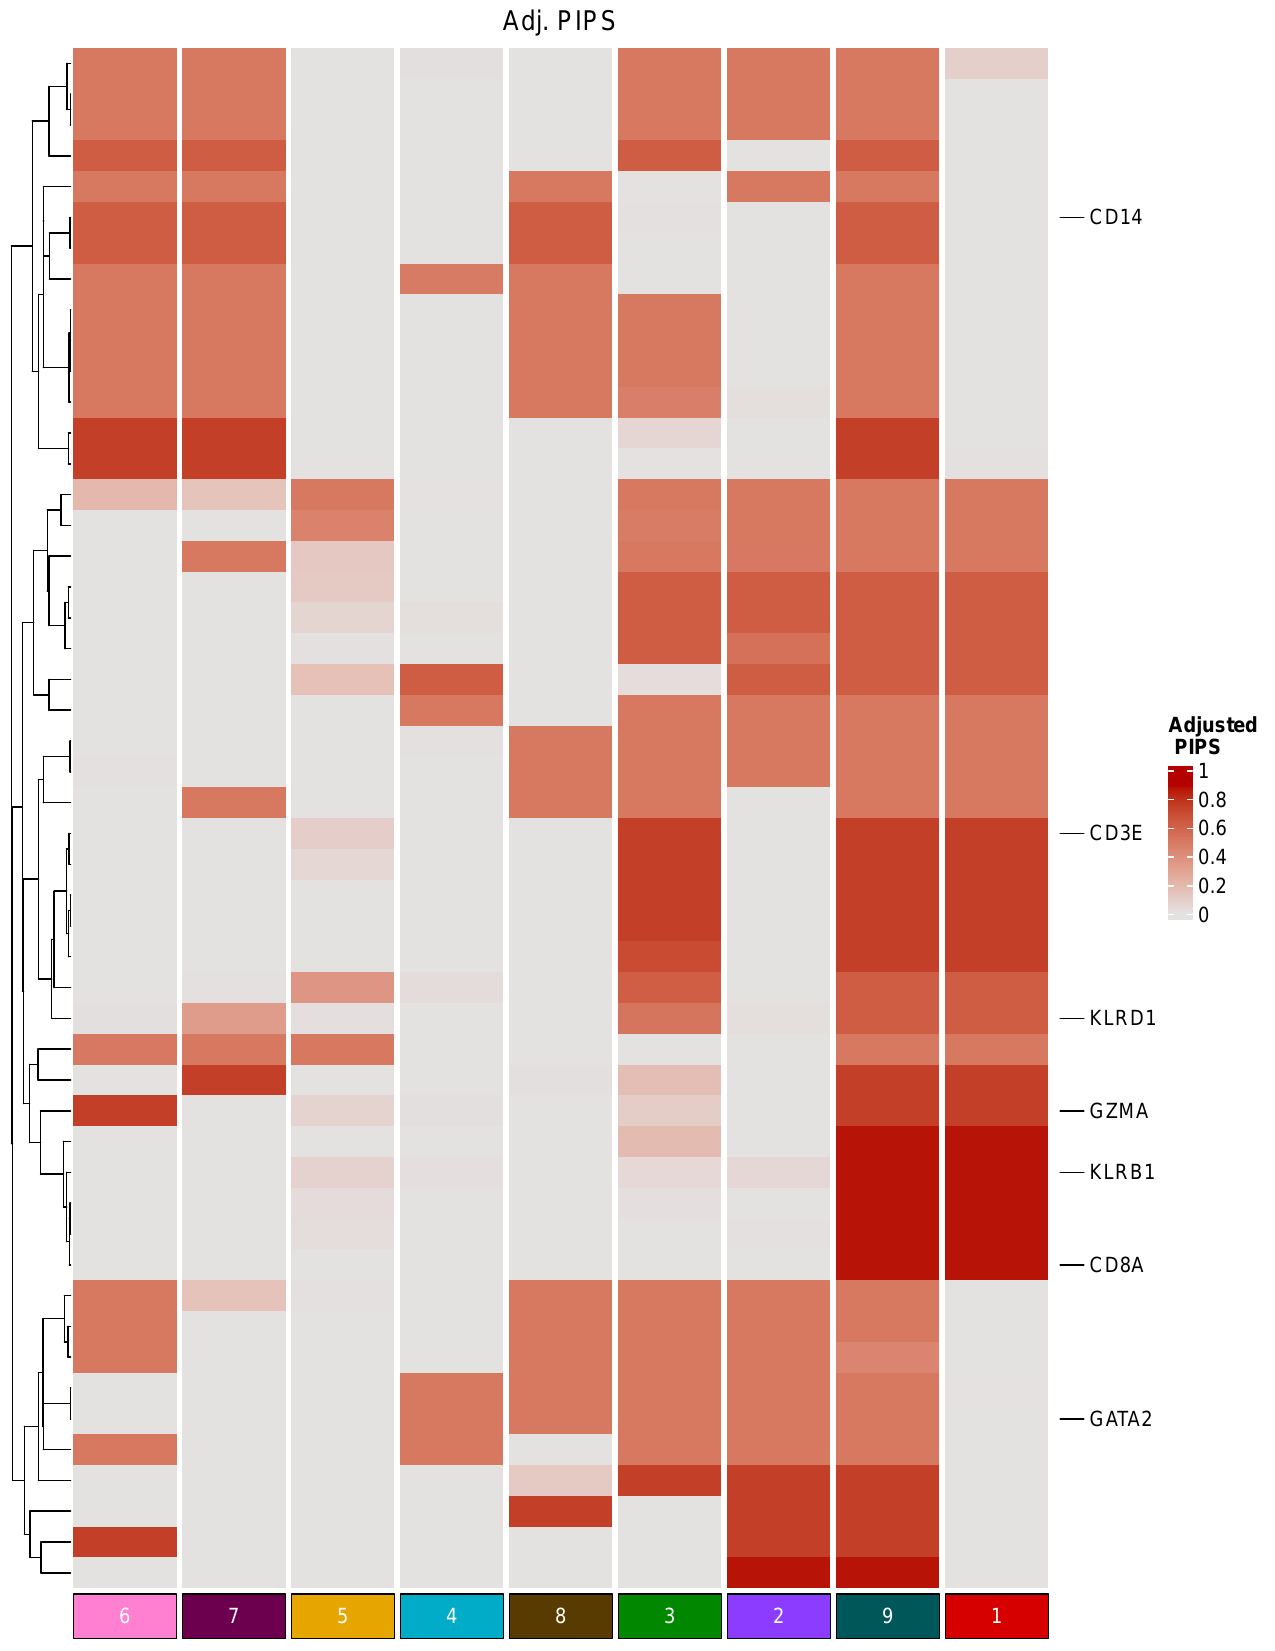 Adj. PIPS
CD14
Adjusted
PIPS
1
0.8
0.6
0.4
0.2
0
CD3E
KLRD1
GZMA
KLRB1
CD8A
GATA2
6 7 5 4 8 3 2 9 1